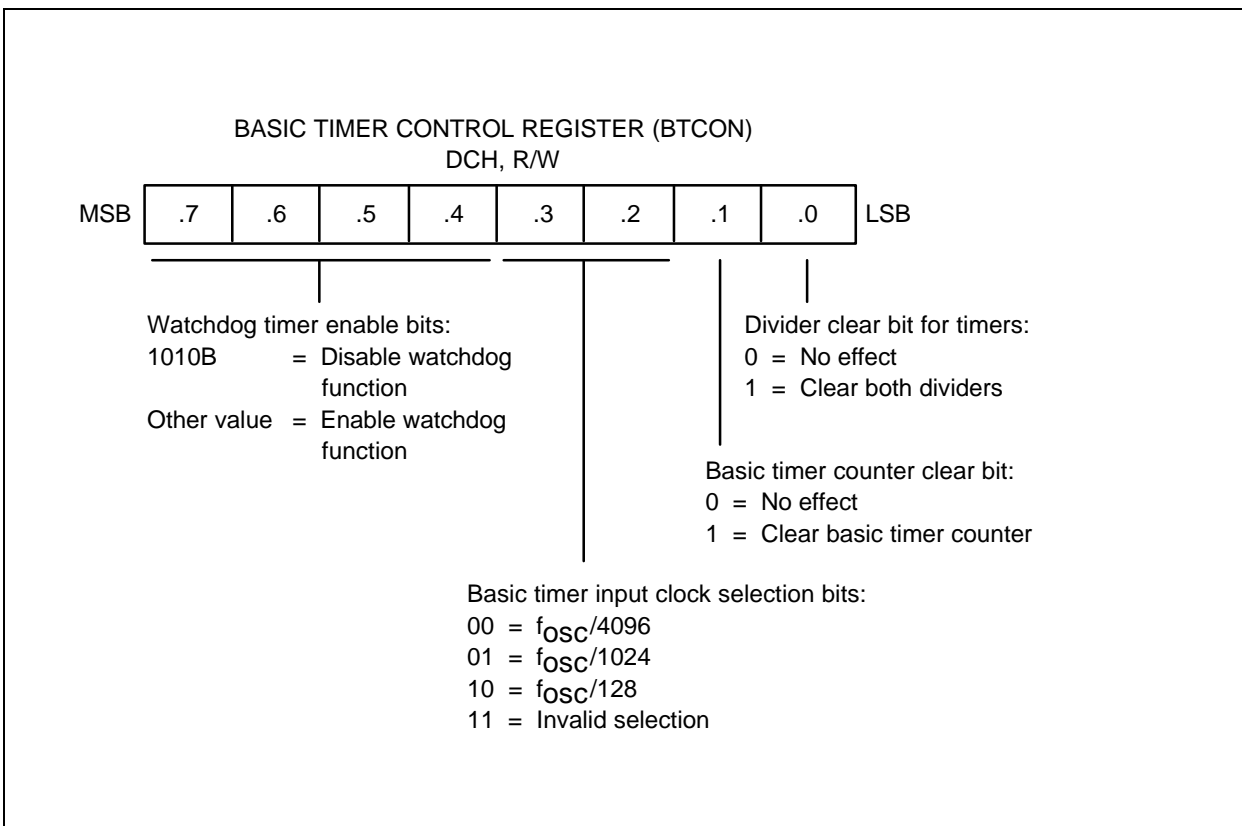 BASIC TIMER CONTROL REGISTER (BTCON)
DCH, R/W
MSB .7 .6 .5 .4 .3 .2 .1 .0 LSB
Watchdog timer enable bits:
1010B = Disable watchdog
function
Other value = Enable watchdog
function
Divider clear bit for timers:
0 = No effect
1 = Clear both dividers
Basic timer counter clear bit:
0 = No effect
1 = Clear basic timer counter
Basic timer input clock selection bits:
00 = fOSC/4096
01 = fOSC/1024
10 = fOSC/128
11 = Invalid selection